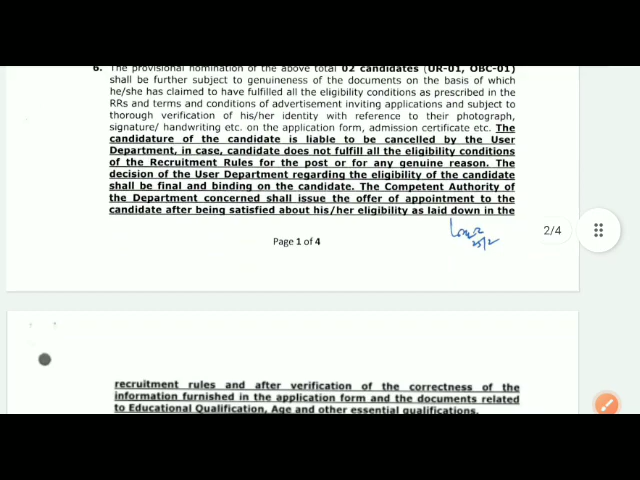 6. The provisional nomination of the above total 02 candidates (UR-01, OBC-01)
shall be further subject to genuineness of the documents on the basis of which
he/she has claimed to have fulfilled all the eligibility conditions as prescribed in the
RRs and terms and conditions of advertisement inviting applications and subject to
thorough verification of his/her identity with reference to their photograph,
signature/ handwriting etc. on the application form, admission certificate etc. The
candidature of the candidate is liable to be cancelled by the User
Department, in case, candidate does not fulfill all the eligibility conditions
of the Recruitment Rules for the post or for any genuine reason. The
decision of the User Department regarding the eligibility of the candidate
shall be final and binding on the candidate. The Competent Authority of
the Department concerned shall issue the offer of appointment to the
candidate after being satisfied about his/her eligibility as laid down in the
25/2
Page 1 of 4
2/4
recruitment rules and after verification of the correctness of the
information furnished in the application form and the documents related
to Educational Qualification, Age and other essential qualifications.